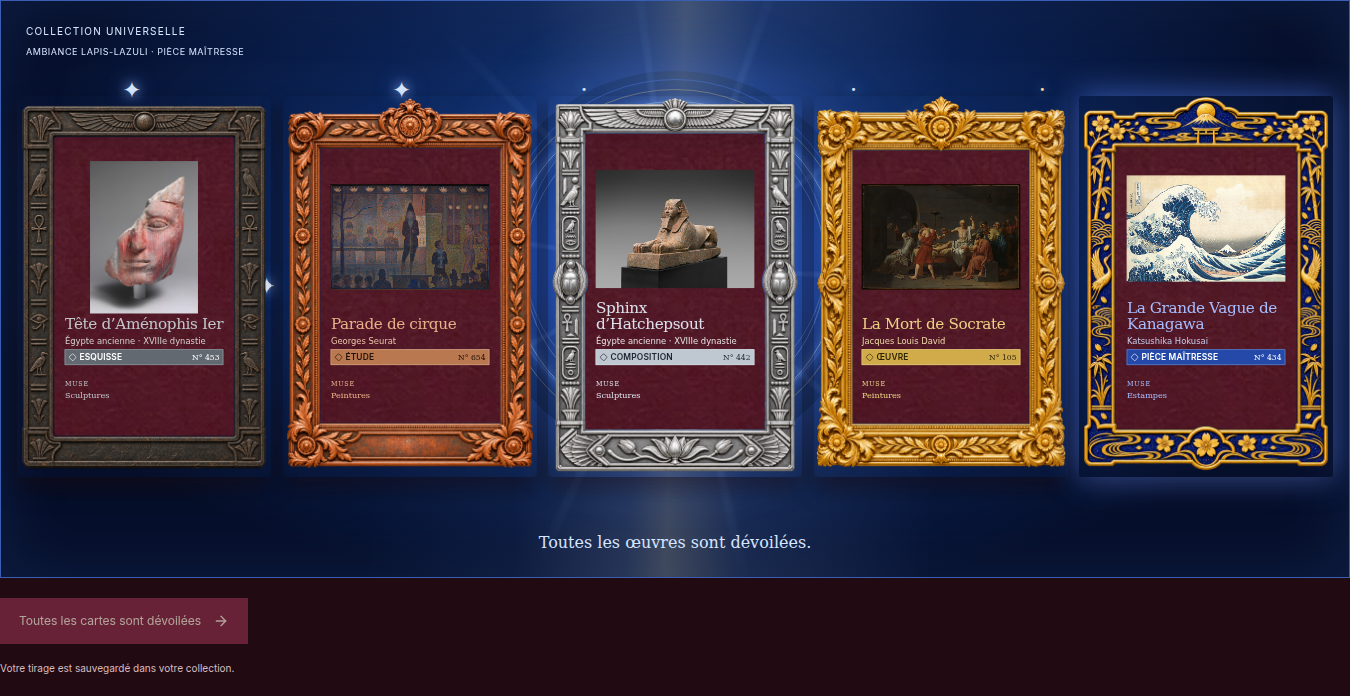 COLLECTION UNIVERSELLE
AMBIANCE LAPIS-LAZULI · PIÈCE MAÎTRESSE
Tête d’Aménophis Ier
Égypte ancienne · XVIIIe dynastie
◇ ESQUISSE N° 453
MUSE
Sculptures
Parade de cirque
Georges Seurat
◇ ÉTUDE N° 654
MUSE
Peintures
Sphinx
d’Hatchepsout
Égypte ancienne · XVIIIe dynastie
◇ COMPOSITION N° 442
MUSE
Sculptures
La Mort de Socrate
Jacques Louis David
◇ ŒUVRE N° 105
MUSE
Peintures
La Grande Vague de
Kanagawa
Katsushika Hokusai
◇ PIÈCE MAÎTRESSE N° 434
MUSE
Estampes
Toutes les œuvres sont dévoilées.
Toutes les cartes sont dévoilées →
Votre tirage est sauvegardé dans votre collection.